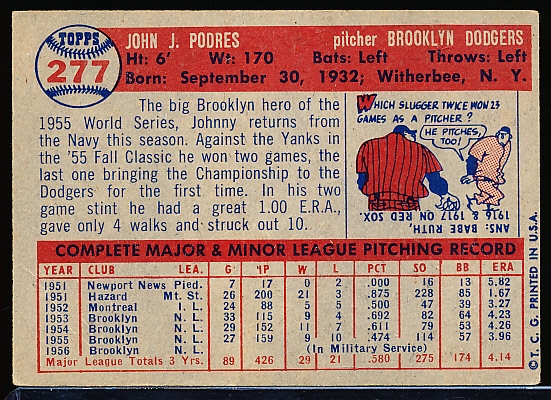 TOPPS
277
JOHN J. PODRES pitcher BROOKLYN DODGERS
Ht: 6' Wt: 170 Bats: Left Throws: Left
Born: September 30, 1932; Witherbee, N. Y.
The big Brooklyn hero of the
1955 World Series, Johnny returns from
the Navy this season. Against the Yanks in
the '55 Fall Classic he won two games, the
last one bringing the Championship to the
Dodgers for the first time. In his two
game stint he had a great 1.00 E.R.A.,
gave only 4 walks and struck out 10.
WHICH SLUGGER TWICE WON 23
GAMES AS A PITCHER?
HE PITCHES,
TOO!
ANS: BABE RUTH,
1916 & 1917 ON RED SOX.
COMPLETE MAJOR & MINOR LEAGUE PITCHING RECORD
YEAR CLUB LEA. G IP W L PCT SO BB ERA
1951 Newport News Pied. 7 17 0 2 .000 16 13 5.82
1951 Hazard Mt. St. 26 200 21 3 .875 228 85 1.67
1952 Montreal I. L. 24 88 5 5 .500 47 39 3.27
1953 Brooklyn N. L. 33 115 9 4 .692 82 64 4.23
1954 Brooklyn N. L. 29 152 11 7 .611 79 53 4.26
1955 Brooklyn N. L. 27 159 9 10 .474 114 57 3.96
1956 Brooklyn N. L. (In Military Service)
Major League Totals 3 Yrs. 89 426 29 21 .580 275 174 4.14
© T. C. G. PRINTED IN U.S.A.